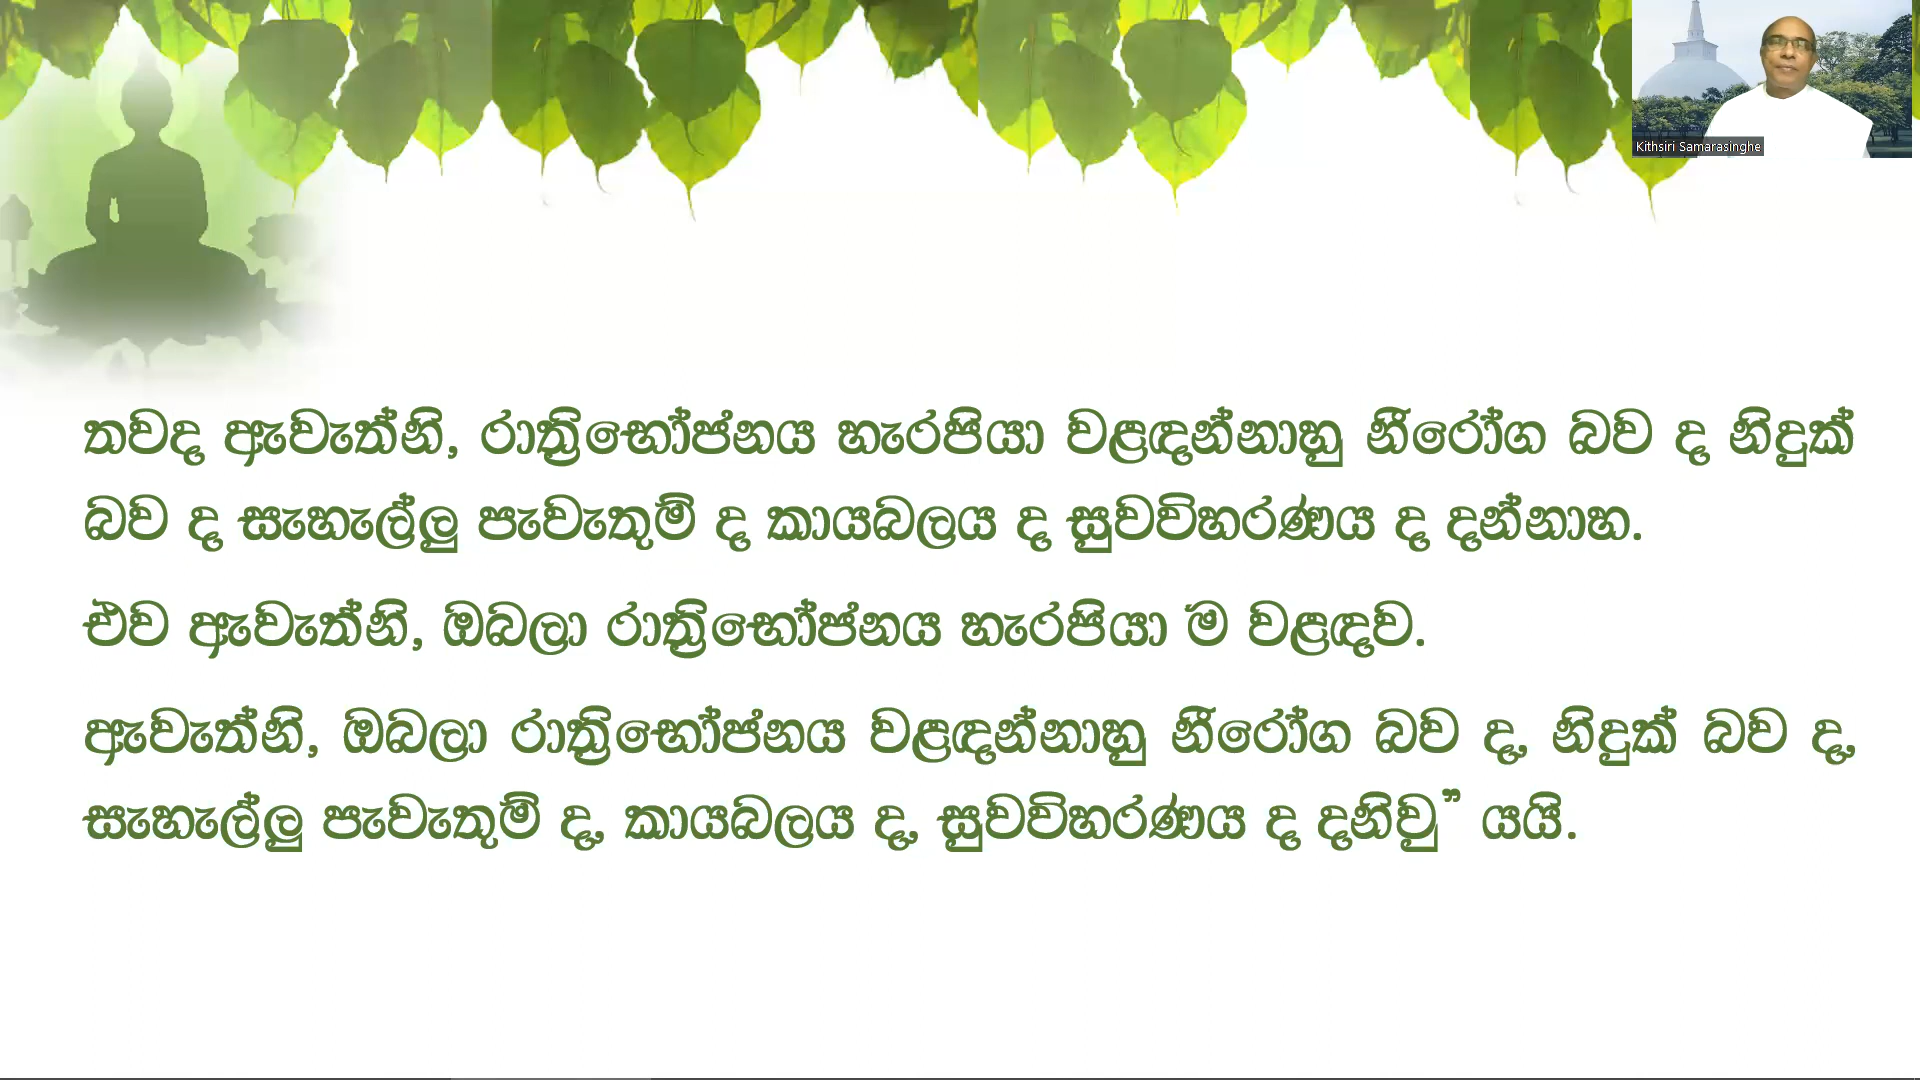 Kithsiri Samarasinghe
තවද ඇවැත්නි, රාත්‍රිභෝජනය හැරපියා වළඳන්නාහු නීරෝග බව ද නිදුක්
බව ද සැහැල්ලු පැවැතුම් ද කායබලය ද සුවවිහරණය ද දන්නාහ.
එව ඇවැත්නි, ඔබලා රාත්‍රිභෝජනය හැරපියා ම වළඳව.
ඇවැත්නි, ඔබලා රාත්‍රිභෝජනය වළඳන්නාහු නීරෝග බව ද, නිදුක් බව ද,
සැහැල්ලු පැවැතුම් ද, කායබලය ද, සුවවිහරණය ද දනිවු” යයි.